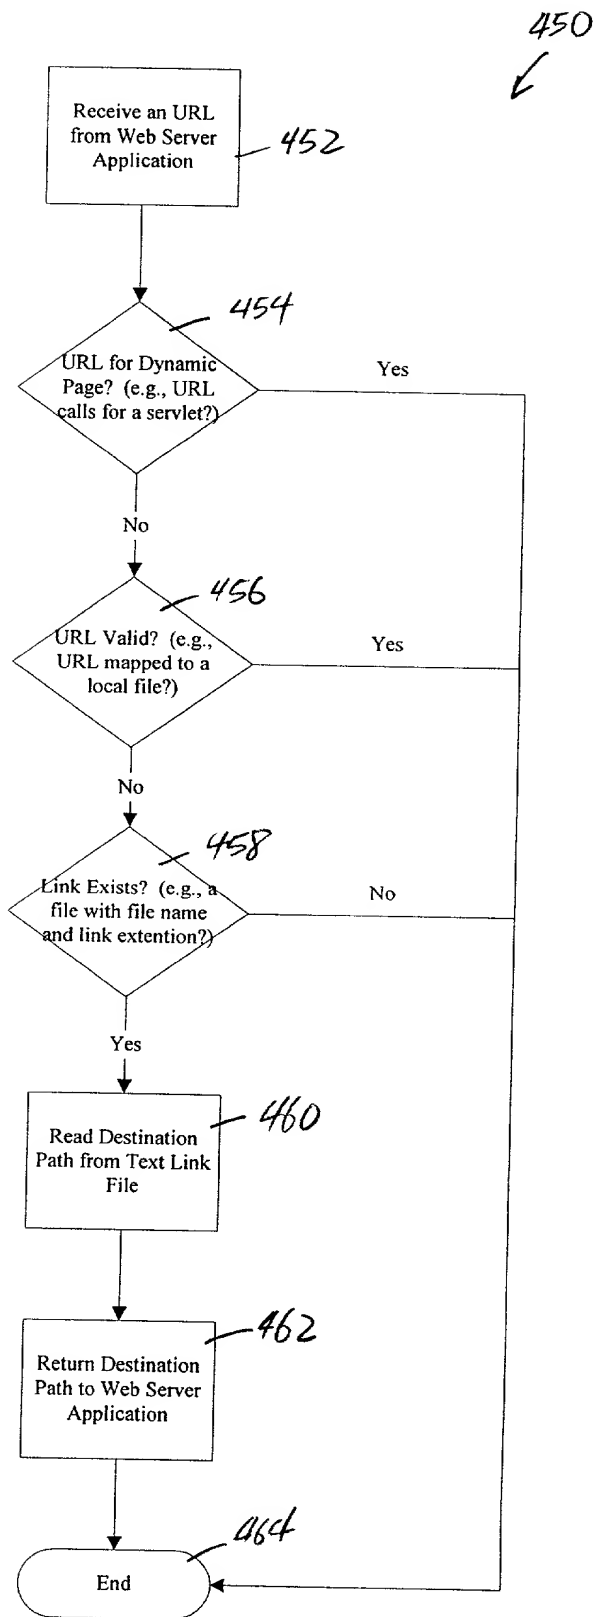 450
Receive an URL
from Web Server
Application
452
454
URL for Dynamic
Page? (e.g., URL
calls for a servlet?)
Yes
No
456
URL Valid? (e.g.,
URL mapped to a
local file?)
Yes
No
458
Link Exists? (e.g., a
file with file name
and link extention?)
No
Yes
460
Read Destination
Path from Text Link
File
462
Return Destination
Path to Web Server
Application
464
End